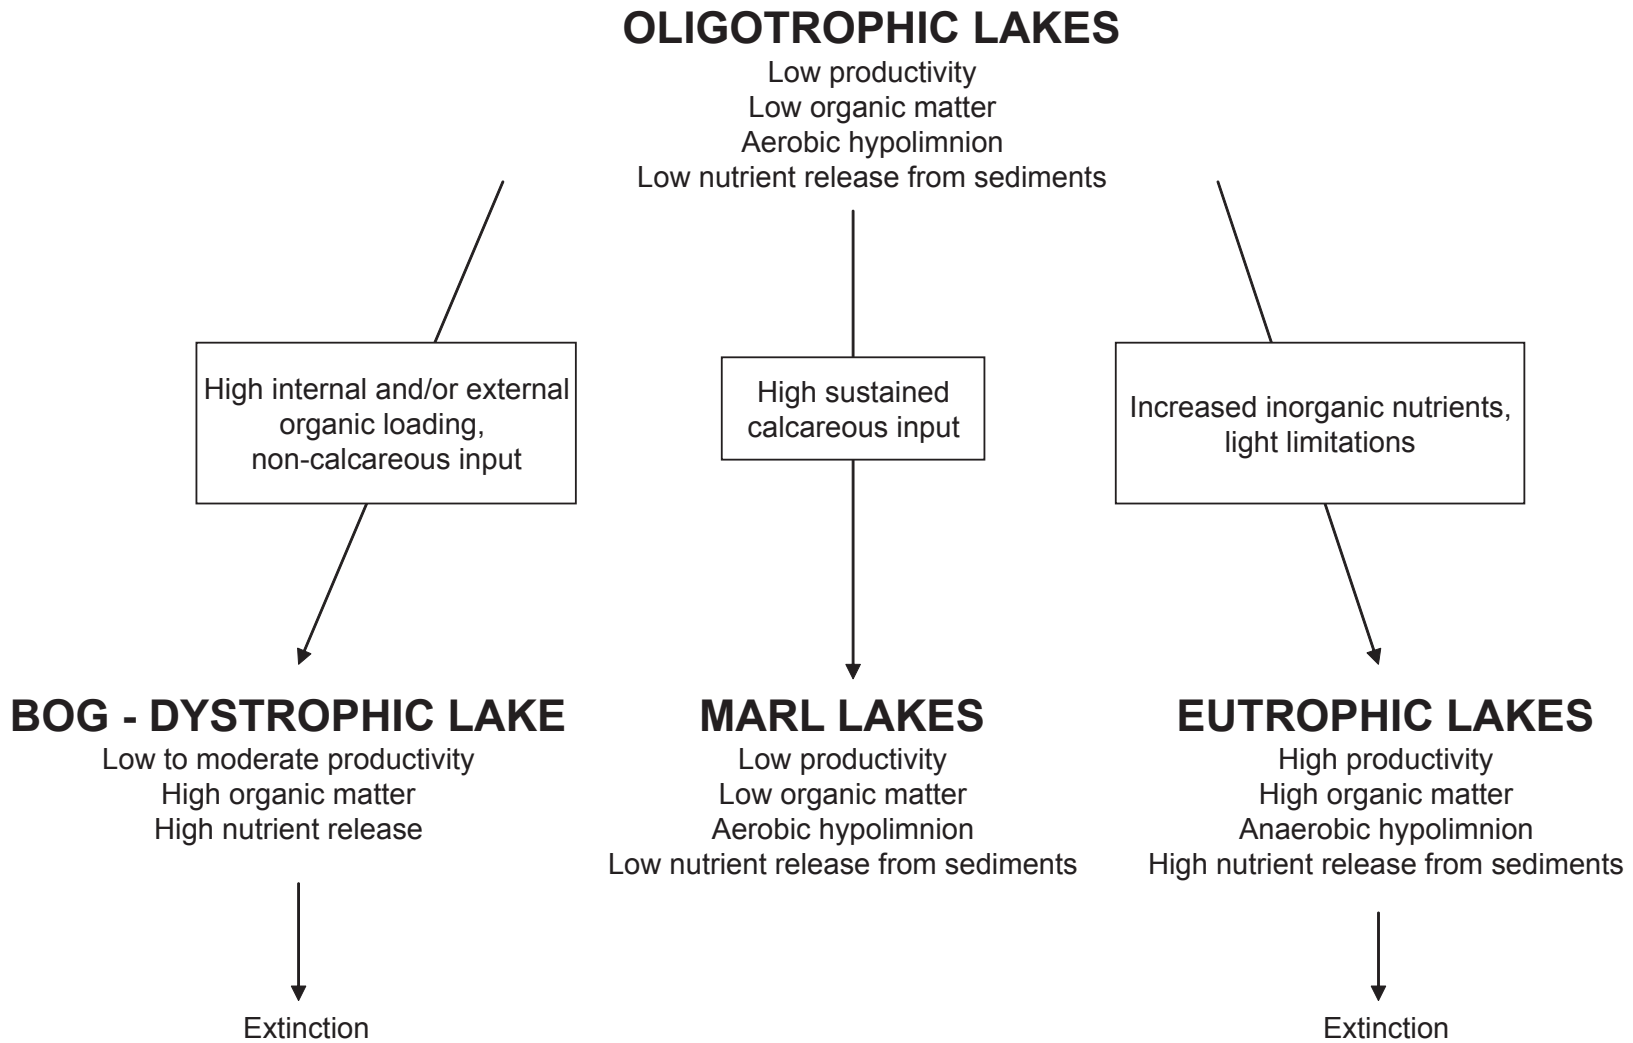 OLIGOTROPHIC LAKES
Low productivity
Low organic matter
Aerobic hypolimnion
Low nutrient release from sediments
High internal and/or external
organic loading,
non-calcareous input
High sustained
calcareous input
Increased inorganic nutrients,
light limitations
BOG - DYSTROPHIC LAKE
Low to moderate productivity
High organic matter
High nutrient release
Extinction
MARL LAKES
Low productivity
Low organic matter
Aerobic hypolimnion
Low nutrient release from sediments
EUTROPHIC LAKES
High productivity
High organic matter
Anaerobic hypolimnion
High nutrient release from sediments
Extinction